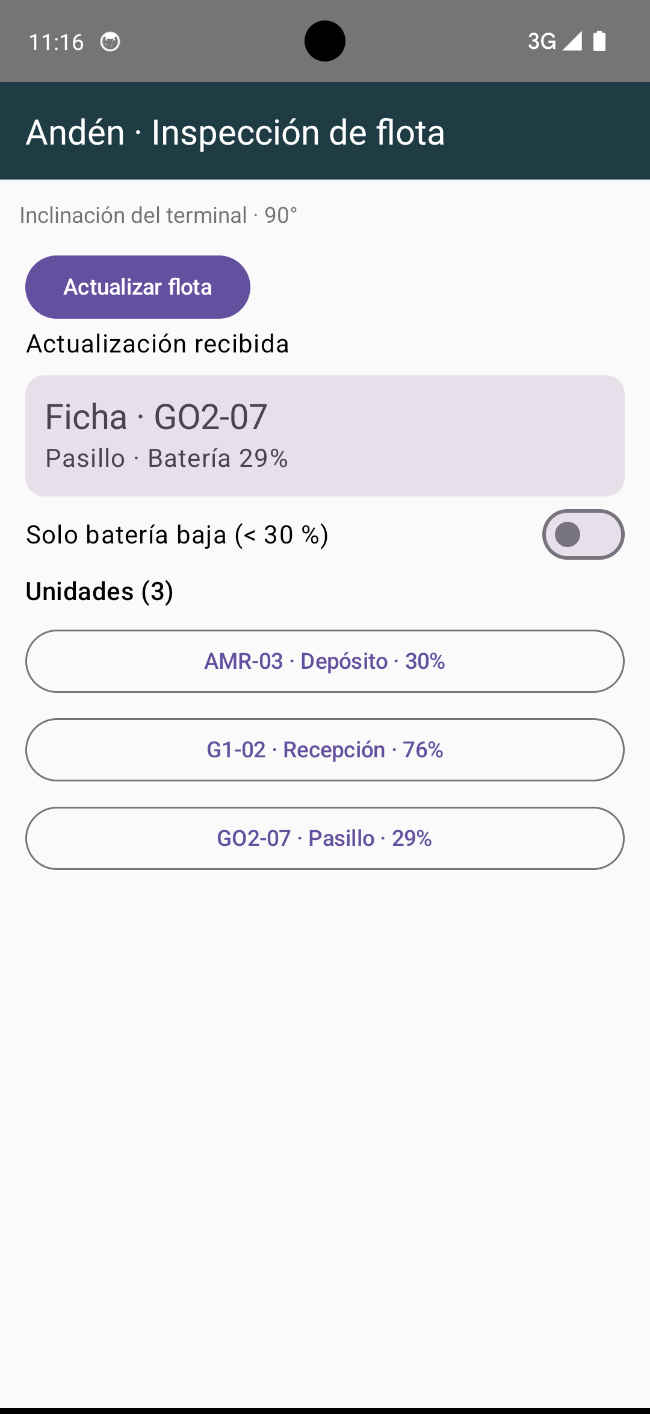 11:16
3G
Andén · Inspección de flota
Inclinación del terminal · 90°
Actualizar flota
Actualización recibida
Ficha · GO2-07
Pasillo · Batería 29%
Solo batería baja (< 30 %)
Unidades (3)
AMR-03 · Depósito · 30%
G1-02 · Recepción · 76%
GO2-07 · Pasillo · 29%